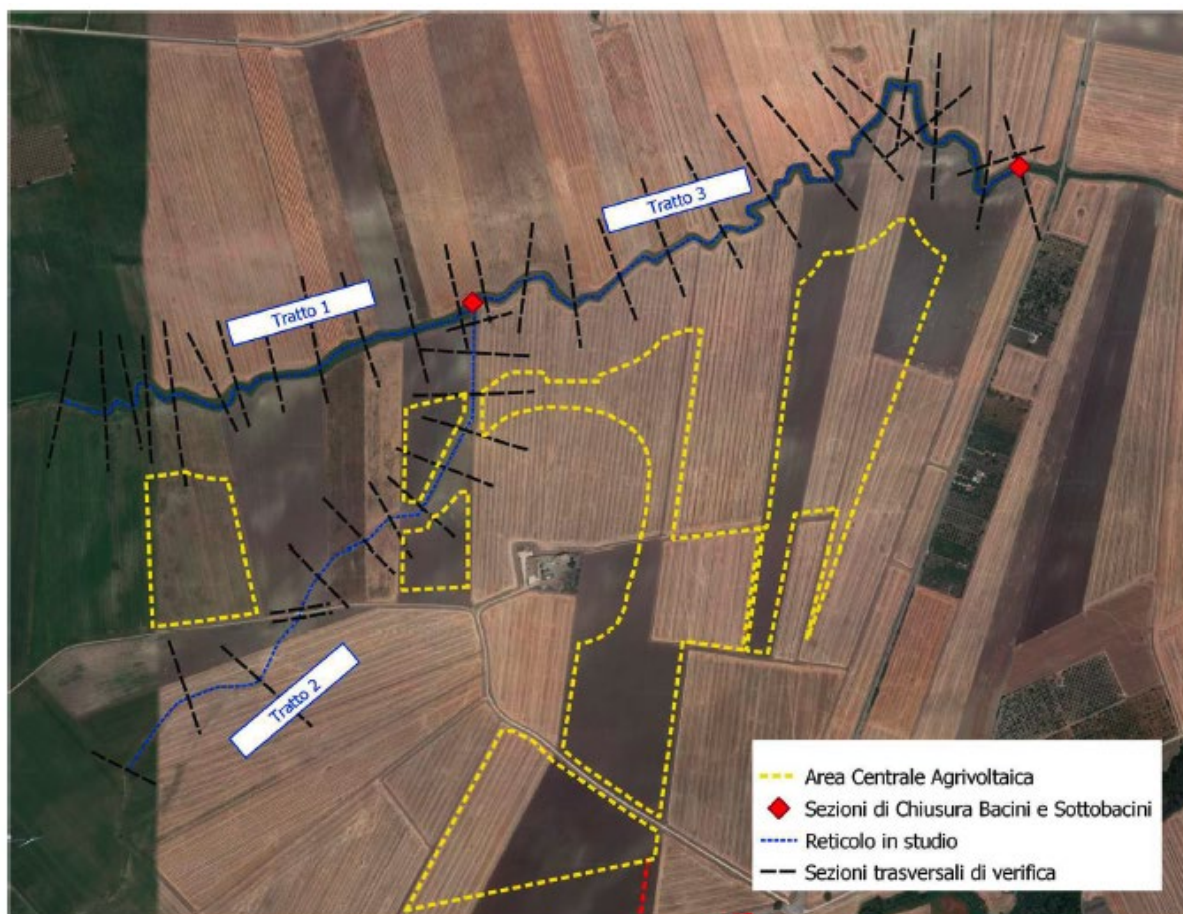 Tratto 3
Tratto 1
Tratto 2
Area Centrale Agrivoltaica
Sezioni di Chiusura Bacini e Sottobacini
Reticolo in studio
Sezioni trasversali di verifica